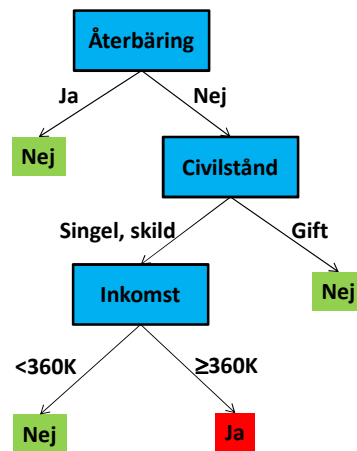 Återbäring
Ja
Nej
Nej
Civilstånd
Singel, skild
Gift
Inkomst
Nej
<360K
≥360K
Nej
Ja